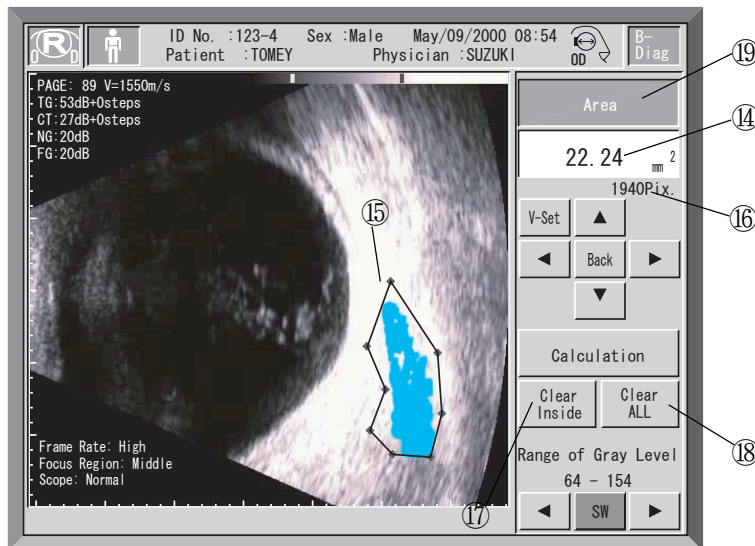 ID No. :123-4 Sex :Male May/09/2000 08:54
Patient :TOMEY Physician :SUZUKI
R
O D
OD
B-
Diag
PAGE: 89 V=1550m/s
TG:53dB+0steps
CT:27dB+0steps
NG:20dB
FG:20dB
Frame Rate: High
Focus Region: Middle
Scope: Normal
Area
22.24 mm 2
1940Pix.
V-Set ▲
◄ Back ►
▼
Calculation
Clear
Inside
Clear
ALL
Range of Gray Level
64 - 154
◄ SW ►
⑲
⑭
⑮
⑯
⑱
⑰